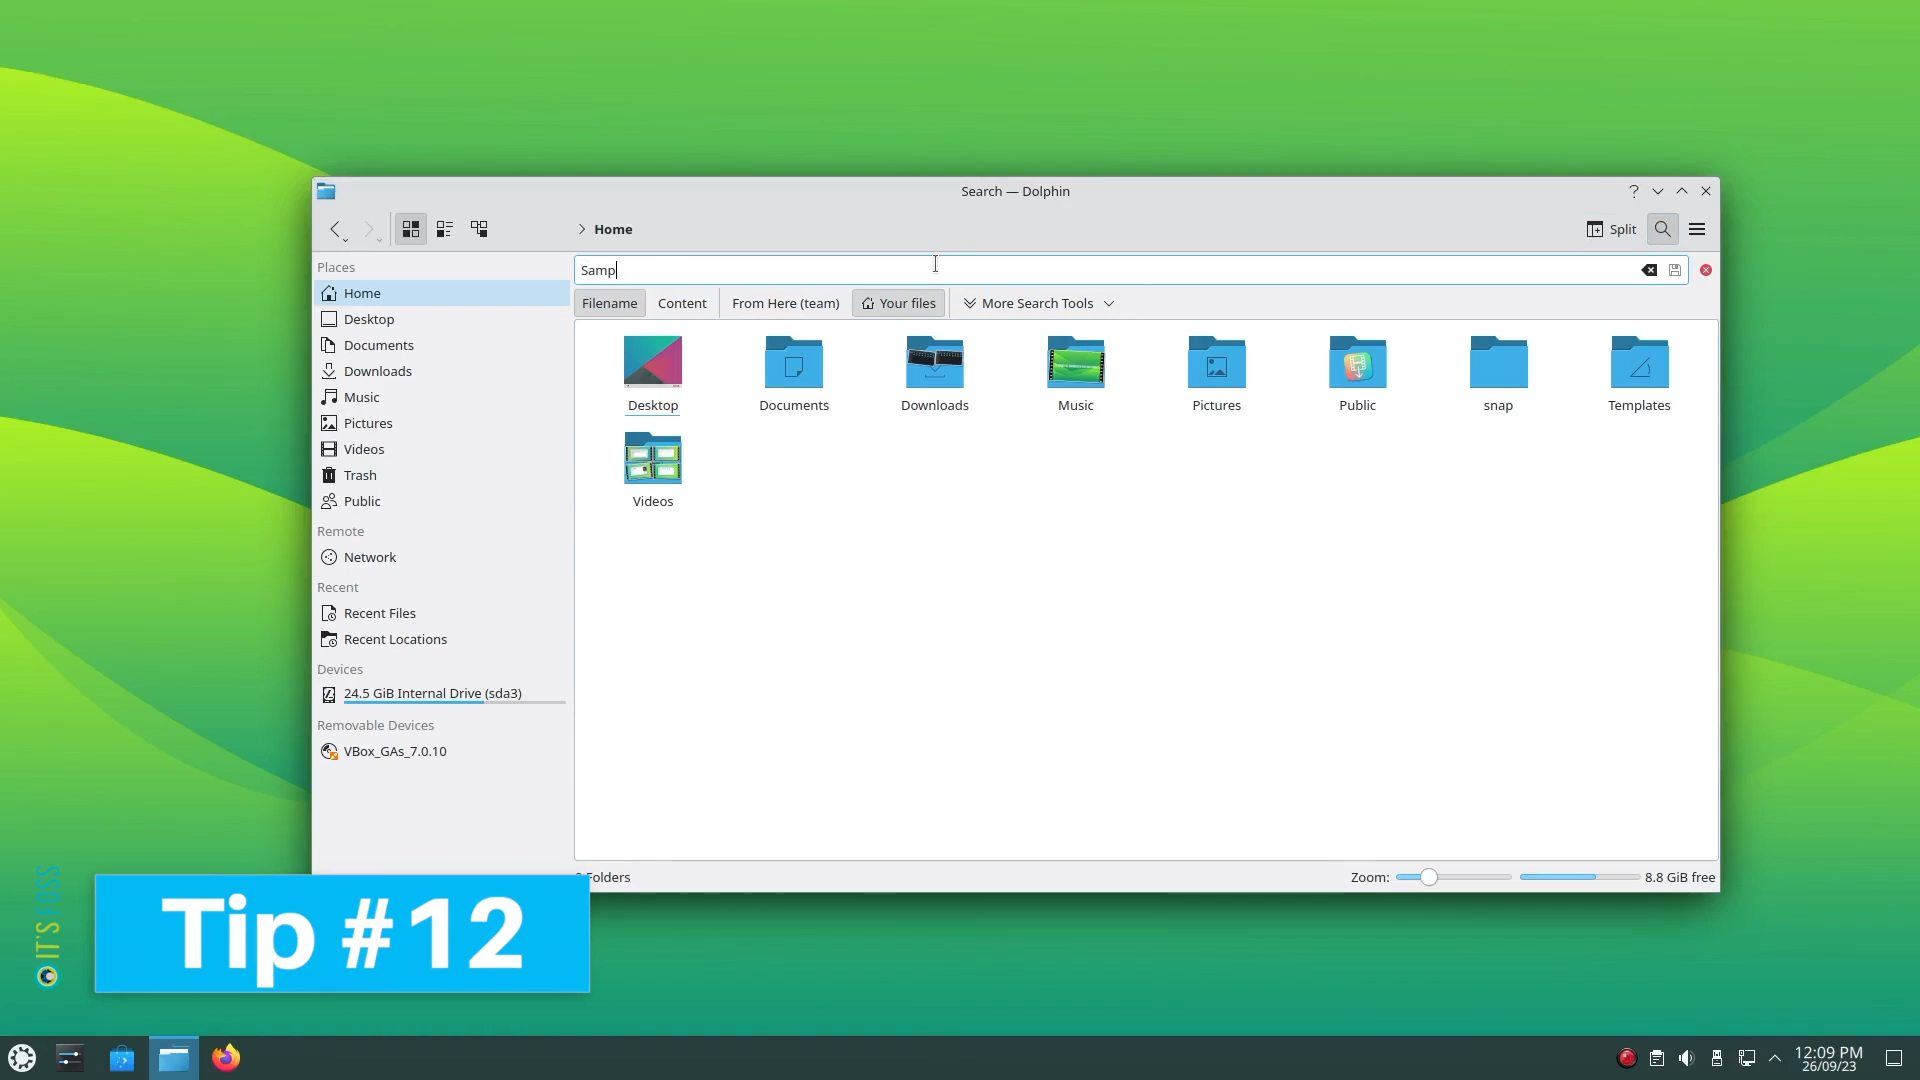 Search — Dolphin
Home
Split
Places
Samp
Home
Filename
Content
From Here (team)
Your files
More Search Tools
Desktop
Documents
Downloads
Music
Pictures
Videos
Trash
Public
Desktop
Documents
Downloads
Music
Pictures
Public
snap
Templates
Videos
Remote
Network
Recent
Recent Files
Recent Locations
Devices
24.5 GiB Internal Drive (sda3)
Removable Devices
VBox_GAs_7.0.10
Folders
Zoom:
8.8 GiB free
IT'S FOSS
Tip #12
12:09 PM
26/09/23